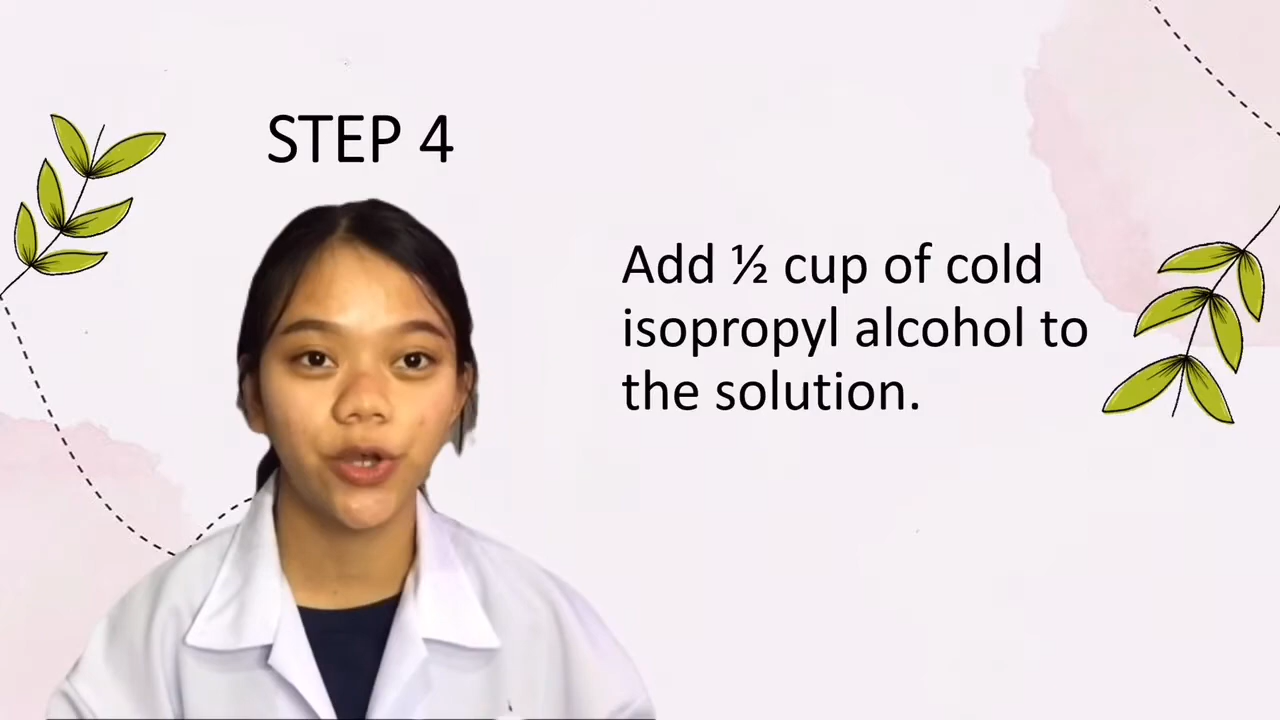 STEP 4
Add ½ cup of cold
isopropyl alcohol to
the solution.